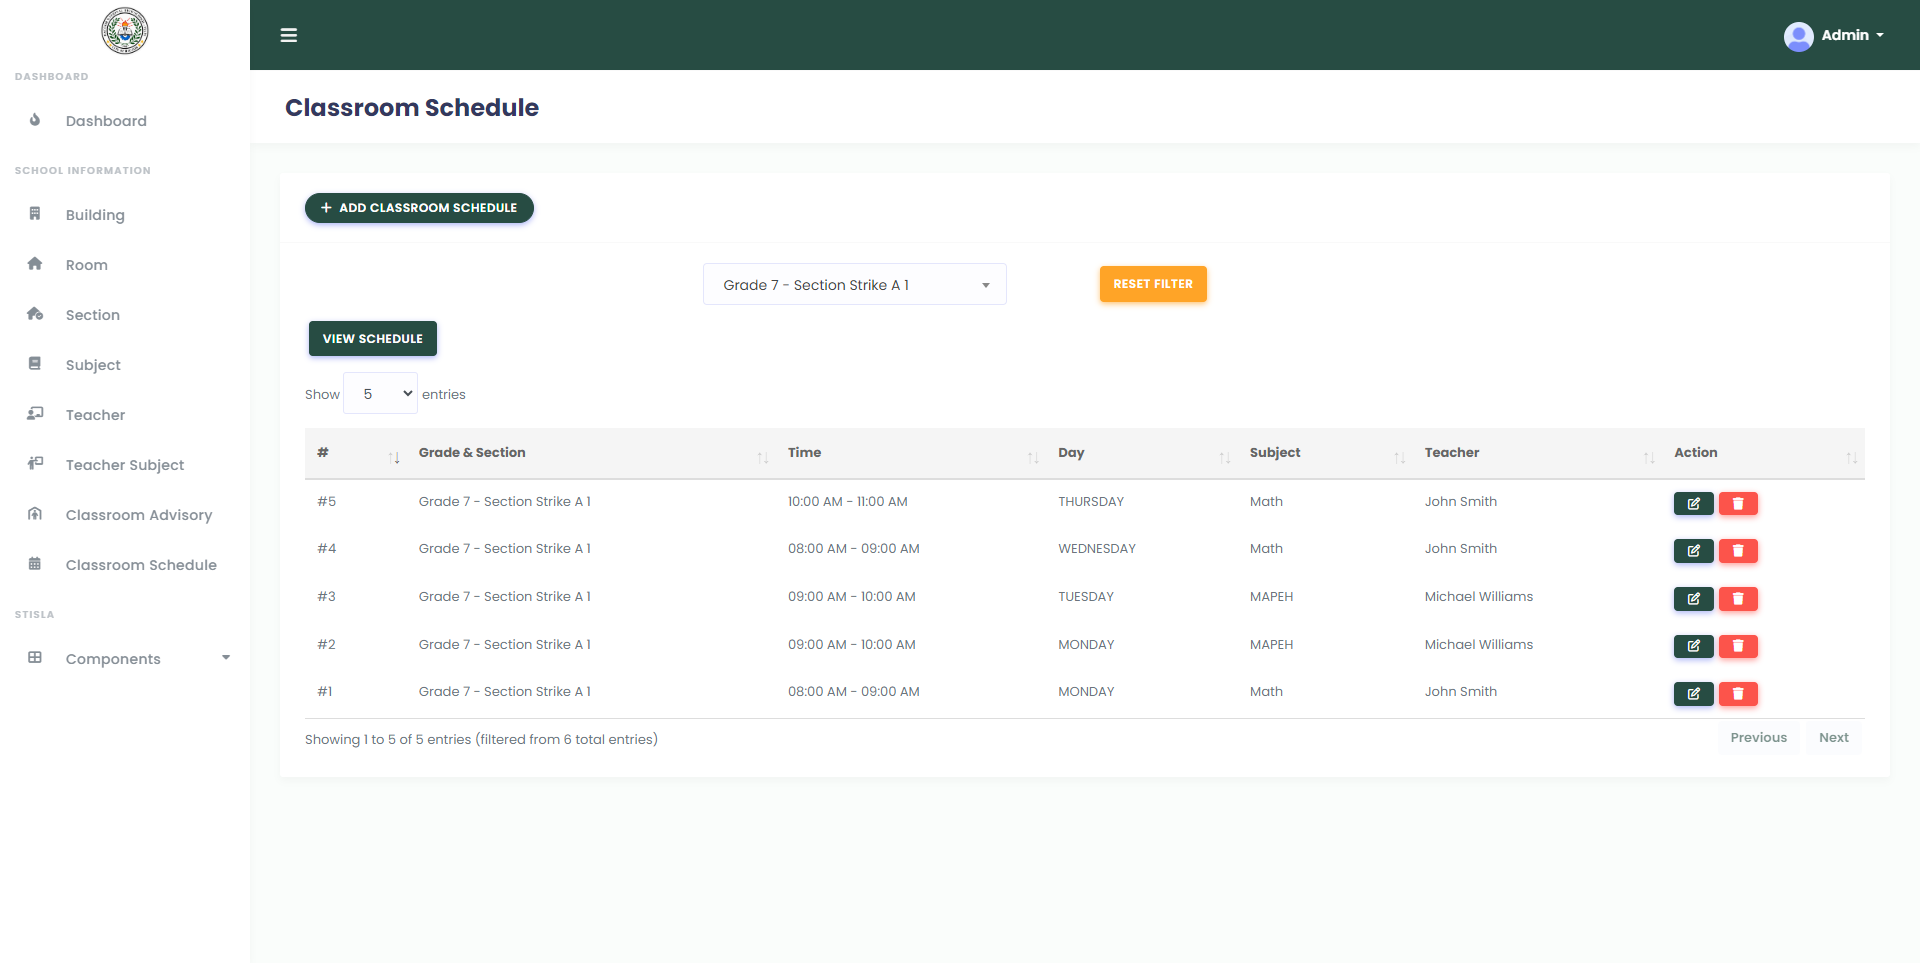 Admin
DASHBOARD
Dashboard
SCHOOL INFORMATION
Building
Room
Section
Subject
Teacher
Teacher Subject
Classroom Advisory
Classroom Schedule
STISLA
Components
Classroom Schedule
ADD CLASSROOM SCHEDULE
Grade 7 - Section Strike A 1
RESET FILTER
VIEW SCHEDULE
Show 5 entries
# Grade & Section Time Day Subject Teacher Action
#5 Grade 7 - Section Strike A 1 10:00 AM - 11:00 AM THURSDAY Math John Smith
#4 Grade 7 - Section Strike A 1 08:00 AM - 09:00 AM WEDNESDAY Math John Smith
#3 Grade 7 - Section Strike A 1 09:00 AM - 10:00 AM TUESDAY MAPEH Michael Williams
#2 Grade 7 - Section Strike A 1 09:00 AM - 10:00 AM MONDAY MAPEH Michael Williams
#1 Grade 7 - Section Strike A 1 08:00 AM - 09:00 AM MONDAY Math John Smith
Showing 1 to 5 of 5 entries (filtered from 6 total entries)
Previous Next